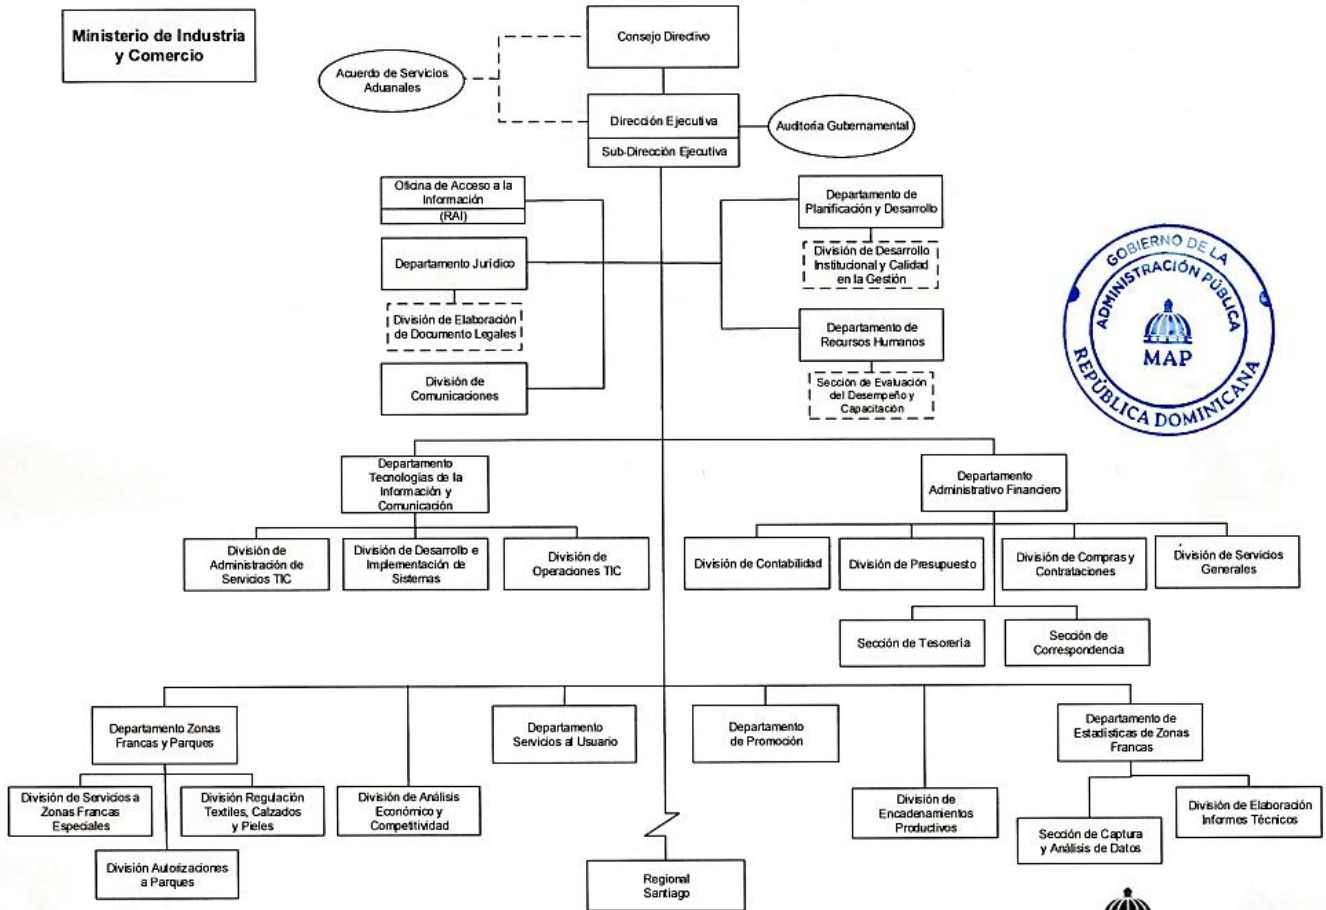 Ministerio de Industria
y Comercio
Consejo Directivo
Acuerdo de Servicios
Aduanales
Dirección Ejecutiva
Sub-Dirección Ejecutiva
Auditoría Gubernamental
Oficina de Acceso a la
Información
(RAI)
Departamento de
Planificación y Desarrollo
Departamento Jurídico
División de Desarrollo
Institucional y Calidad
en la Gestión
División de Elaboración
de Documento Legales
Departamento de
Recursos Humanos
División de
Comunicaciones
Sección de Evaluación
del Desempeño y
Capacitación
GOBIERNO DE LA
REPÚBLICA DOMINICANA
ADMINISTRACIÓN PÚBLICA
MAP
Departamento
Tecnologías de la
Información y
Comunicación
Departamento
Administrativo Financiero
División de
Administración de
Servicios TIC
División de Desarrollo e
Implementación de
Sistemas
División de
Operaciones TIC
División de Contabilidad
División de Presupuesto
División de Compras y
Contrataciones
División de Servicios
Generales
Sección de Tesorería
Sección de
Correspondencia
Departamento Zonas
Francas y Parques
Departamento
Servicios al Usuario
Departamento
de Promoción
Departamento de
Estadísticas de Zonas
Francas
División de Servicios a
Zonas Francas
Especiales
División Regulación
Textiles, Calzados
y Pieles
División de Análisis
Económico y
Competitividad
División de
Encadenamientos
Productivos
División de Elaboración
Informes Técnicos
Sección de Captura
y Análisis de Datos
División Autorizaciones
a Parques
Regional
Santiago